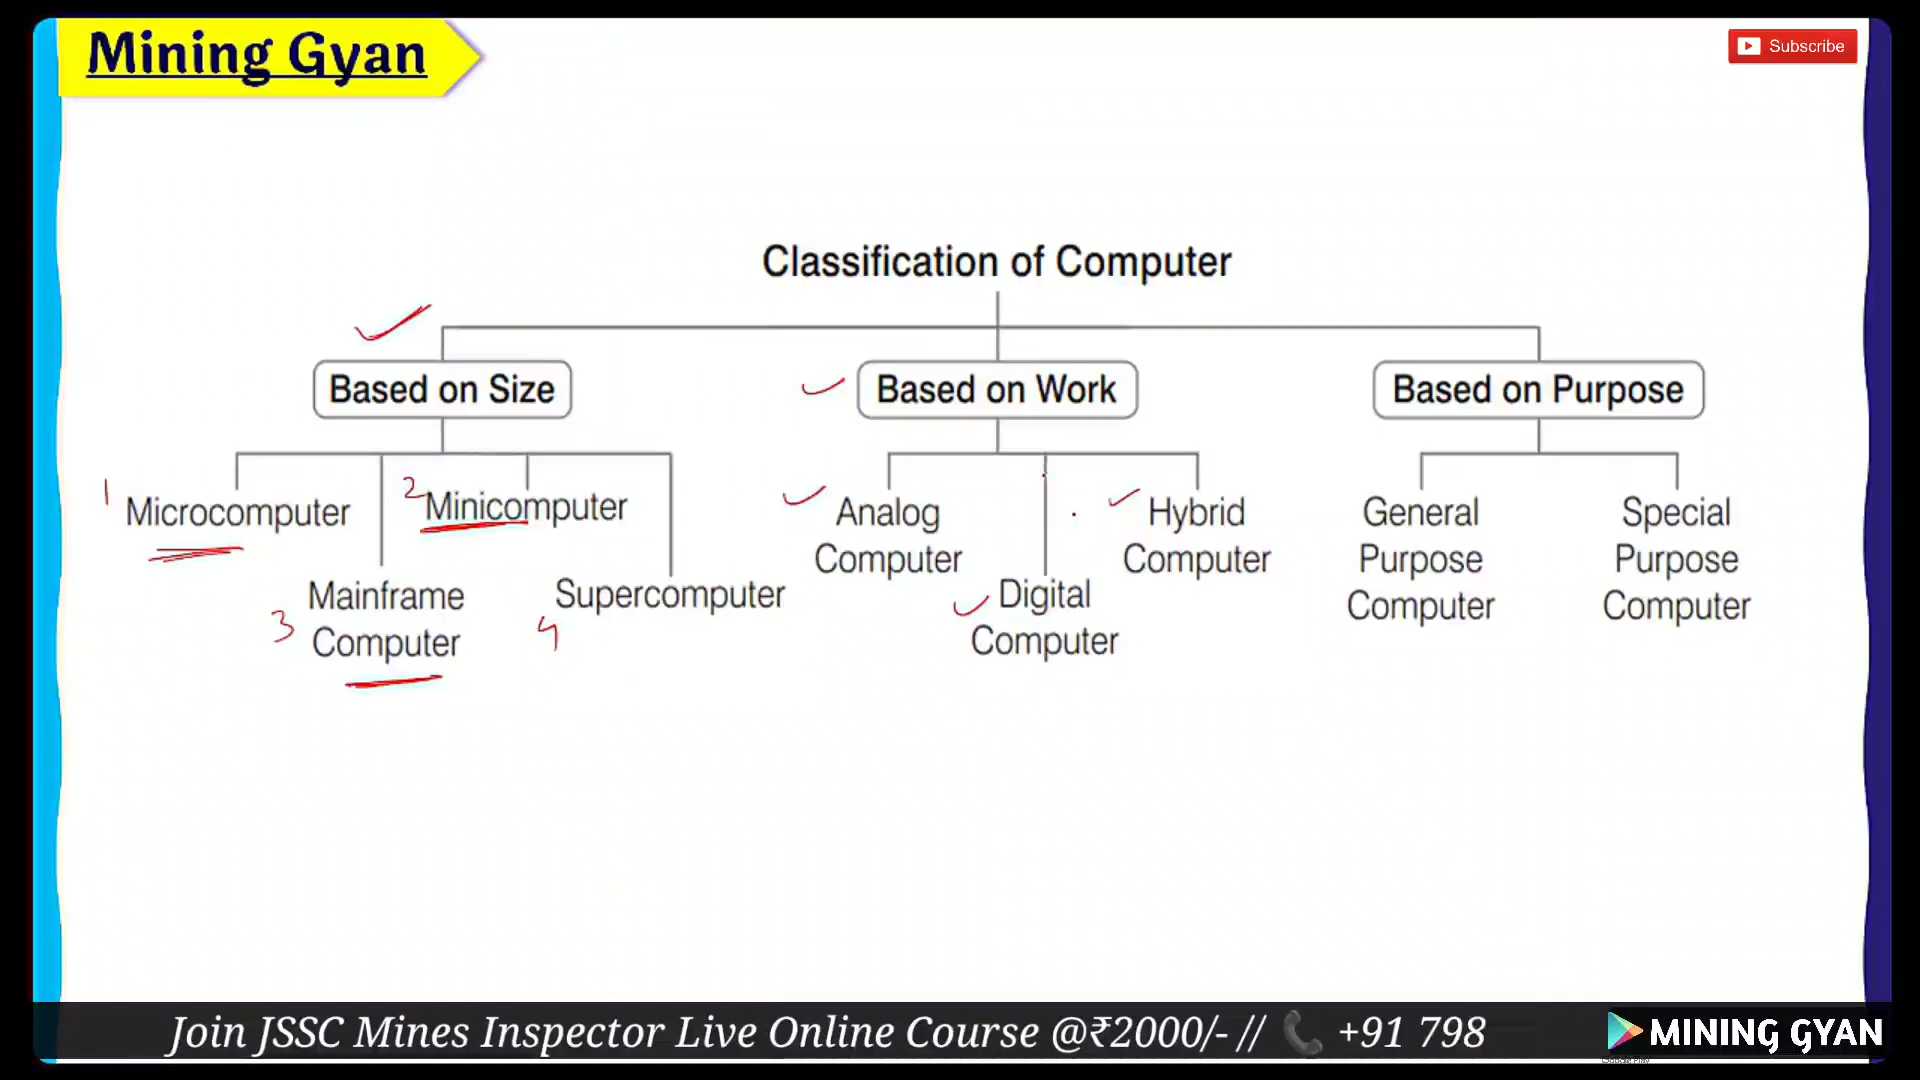 Mining Gyan
Subscribe
Classification of Computer
Based on Size
Based on Work
Based on Purpose
1
Microcomputer
2
Minicomputer
3
Mainframe
Computer
4
Supercomputer
Analog
Computer
Digital
Computer
Hybrid
Computer
General
Purpose
Computer
Special
Purpose
Computer
Join JSSC Mines Inspector Live Online Course @₹2000/- // 📞 +91 798
MINING GYAN
Google Play